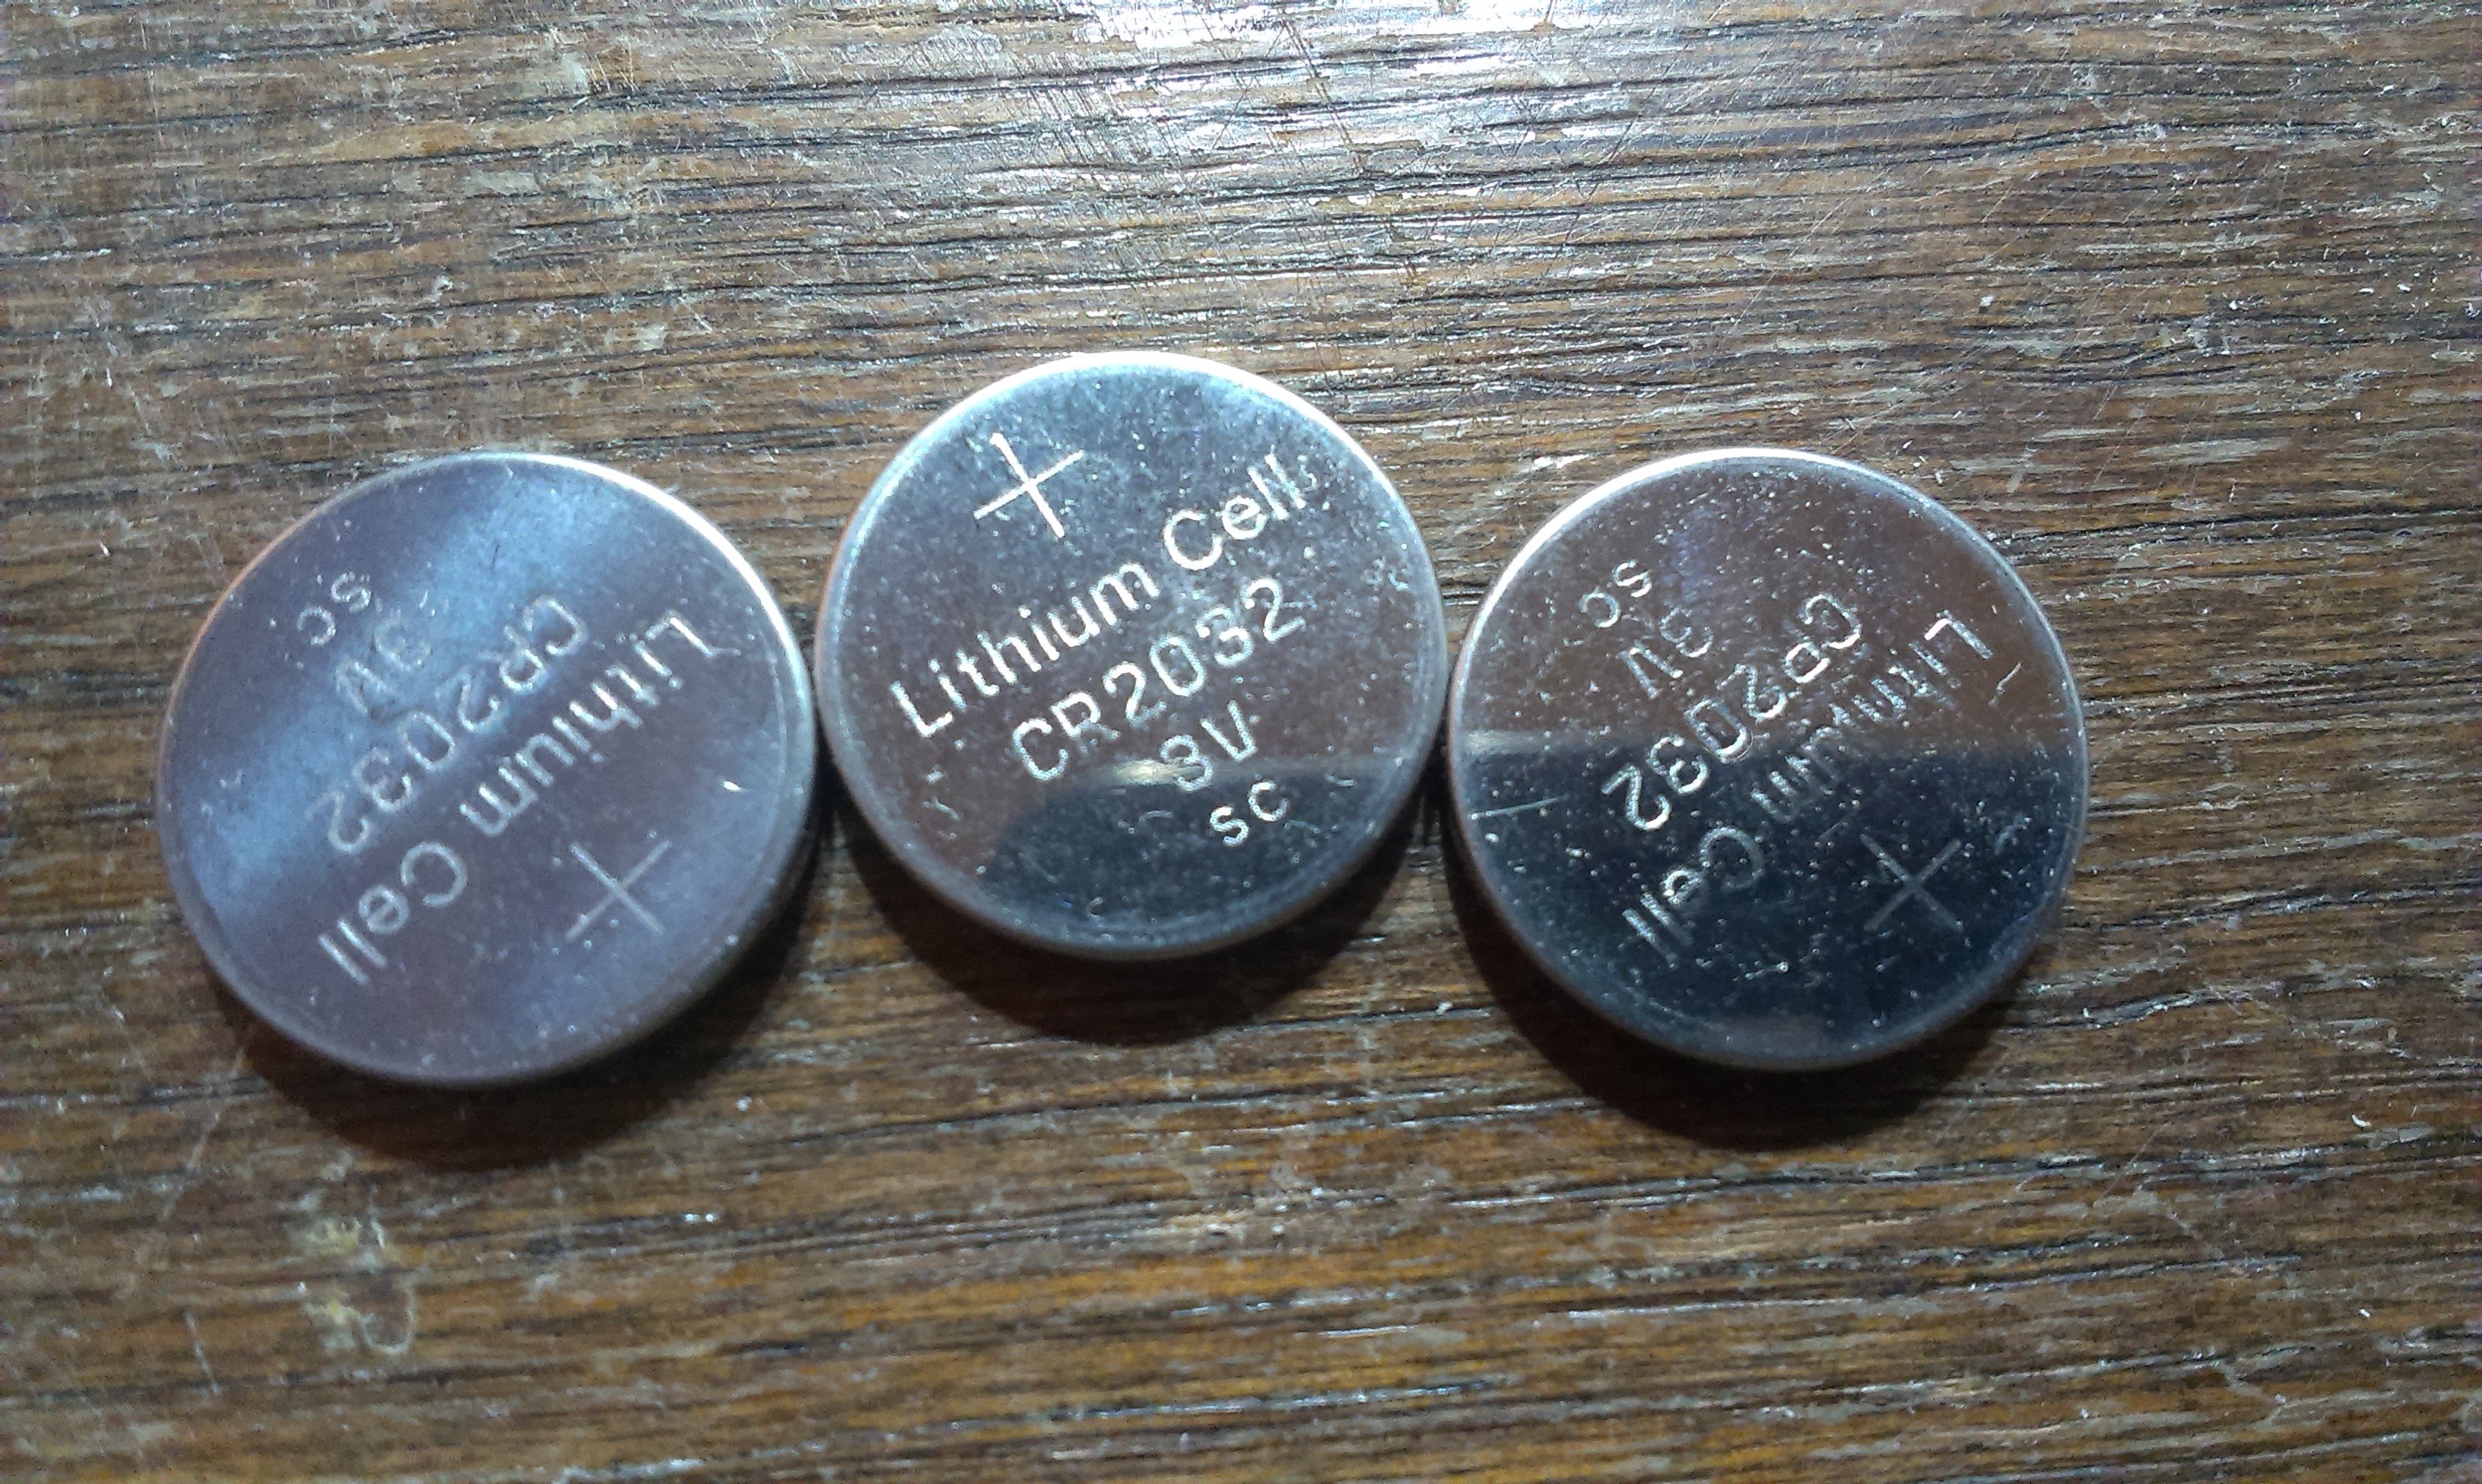 +
Lithium Cell
CR2032
3V
SC
+
Lithium Cell
CR2032
3V
SC
+
Lithium Cell
CR2032
3V
SC